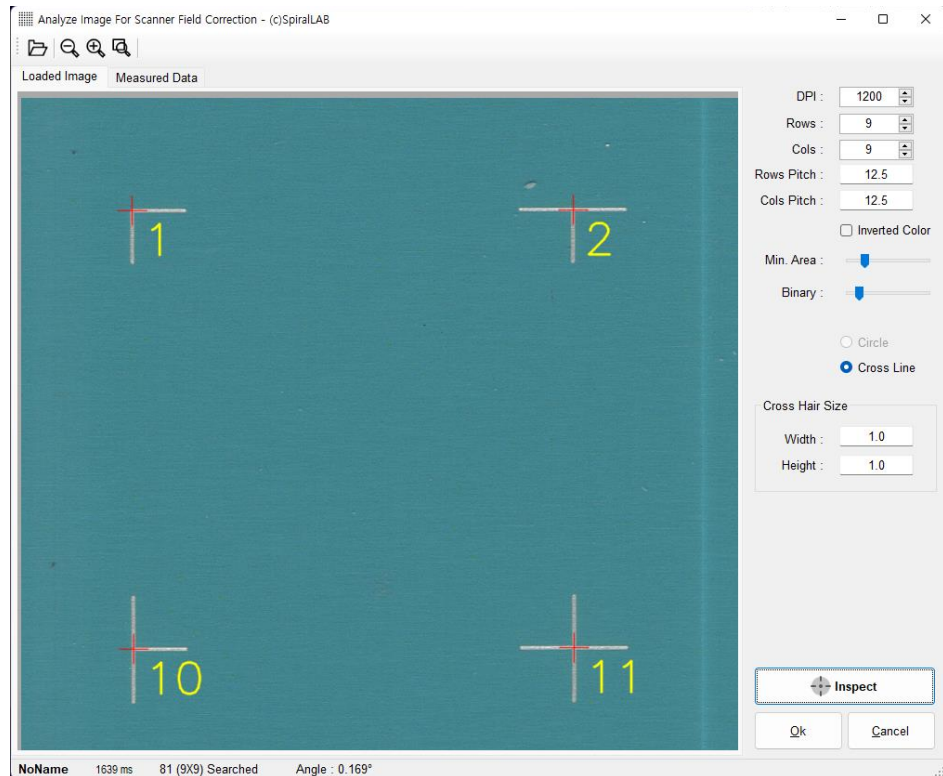 Analyze Image For Scanner Field Correction - (c)SpiralLAB
Loaded Image
Measured Data
1
2
10
11
DPI : 1200
Rows : 9
Cols : 9
Rows Pitch : 12.5
Cols Pitch : 12.5
Inverted Color
Min. Area :
Binary :
Circle
Cross Line
Cross Hair Size
Width : 1.0
Height : 1.0
Inspect
Ok
Cancel
NoName 1639 ms 81 (9X9) Searched Angle : 0.169°